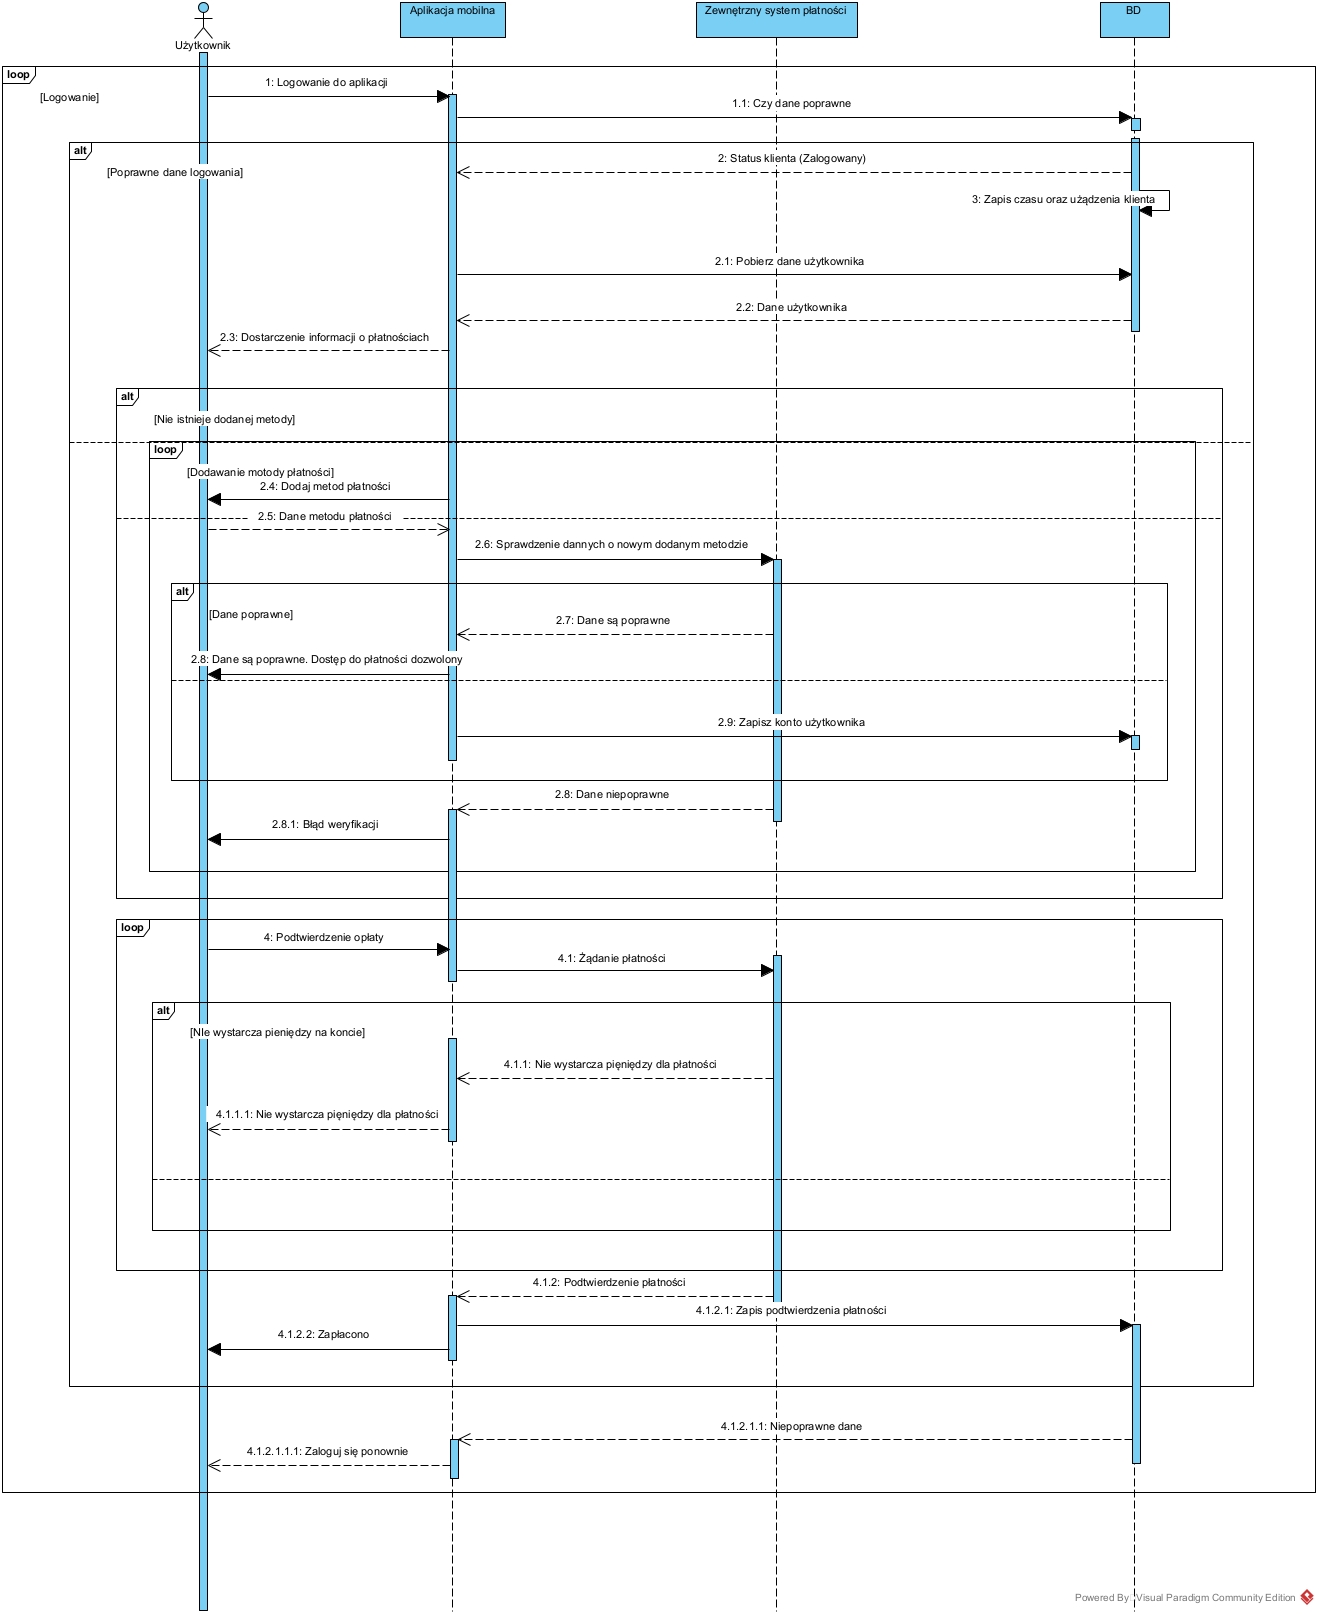 Użytkownik
Aplikacja mobilna
Zewnętrzny system płatności
BD
loop
[Logowanie]
1: Logowanie do aplikacji
1.1: Czy dane poprawne
alt
[Poprawne dane logowania]
2: Status klienta (Zalogowany)
3: Zapis czasu oraz użądzenia klienta
2.1: Pobierz dane użytkownika
2.2: Dane użytkownika
2.3: Dostarczenie informacji o płatnościach
alt
[Nie istnieje dodanej metody]
loop
[Dodawanie motody płatności]
2.4: Dodaj metod płatności
2.5: Dane metodu płatności
2.6: Sprawdzenie dannych o nowym dodanym metodzie
alt
[Dane poprawne]
2.7: Dane są poprawne
2.8: Dane są poprawne. Dostęp do płatności dozwolony
2.9: Zapisz konto użytkownika
2.8: Dane niepoprawne
2.8.1: Błąd weryfikacji
loop
4: Podtwierdzenie opłaty
4.1: Żądanie płatności
alt
[NIe wystarcza pieniędzy na koncie]
4.1.1: Nie wystarcza pięniędzy dla płatności
4.1.1.1: Nie wystarcza pięniędzy dla płatności
4.1.2: Podtwierdzenie płatności
4.1.2.1: Zapis podtwierdzenia płatności
4.1.2.2: Zapłacono
4.1.2.1.1: Niepoprawne dane
4.1.2.1.1.1: Zaloguj się ponownie
Powered By Visual Paradigm Community Edition